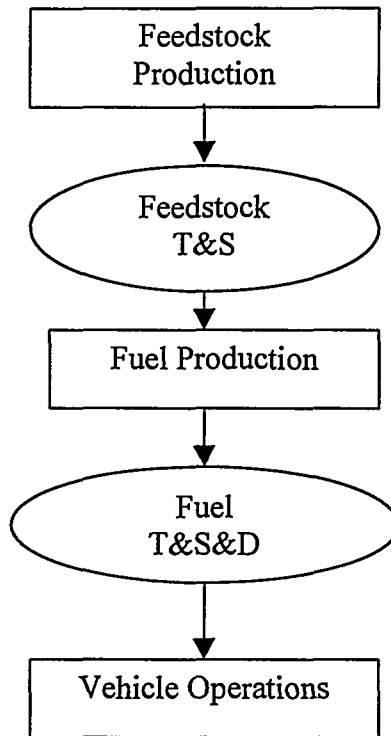 Feedstock
Production
Feedstock
T&S
Fuel Production
Fuel
T&S&D
Vehicle Operations